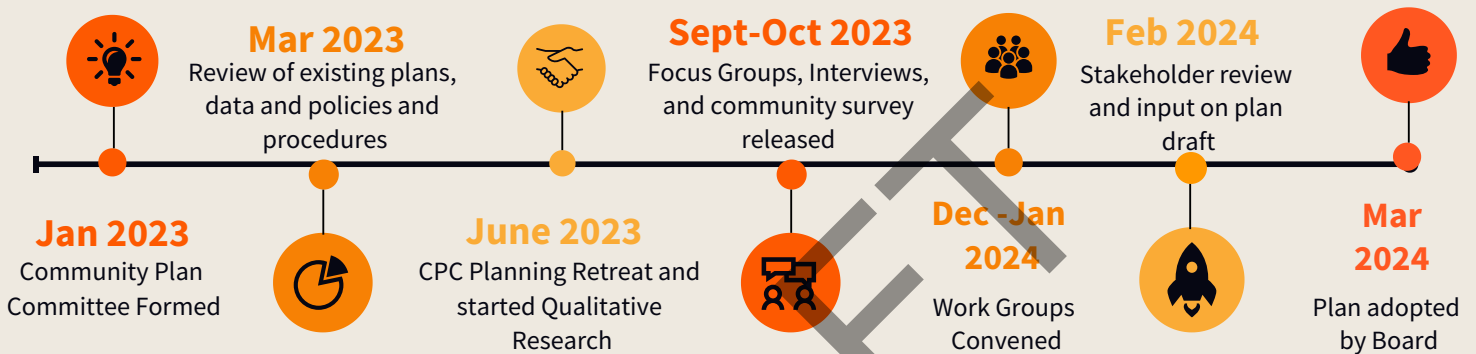 Jan 2023
Community Plan
Committee Formed
Mar 2023
Review of existing plans,
data and policies and
procedures
June 2023
CPC Planning Retreat and
started Qualitative
Research
Sept-Oct 2023
Focus Groups, Interviews,
and community survey
released
Dec -Jan
2024
Work Groups
Convened
Feb 2024
Stakeholder review
and input on plan
draft
Mar
2024
Plan adopted
by Board